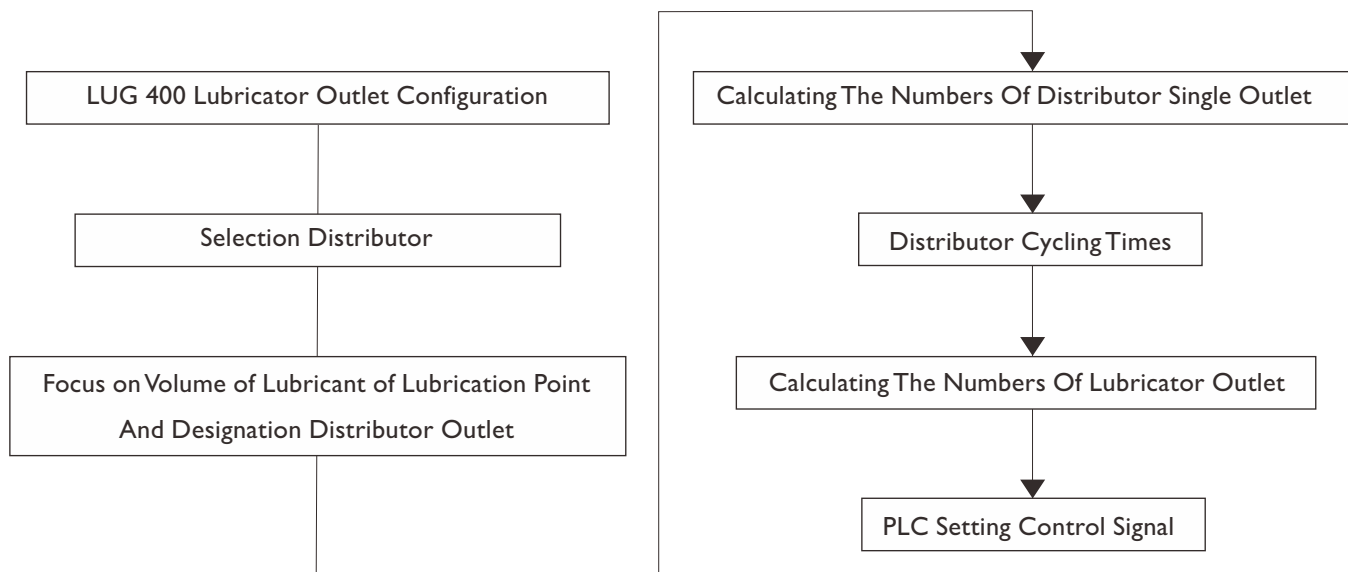 LUG 400 Lubricator Outlet Configuration
Selection Distributor
Focus on Volume of Lubricant of Lubrication Point
And Designation Distributor Outlet
Calculating The Numbers Of Distributor Single Outlet
Distributor Cycling Times
Calculating The Numbers Of Lubricator Outlet
PLC Setting Control Signal